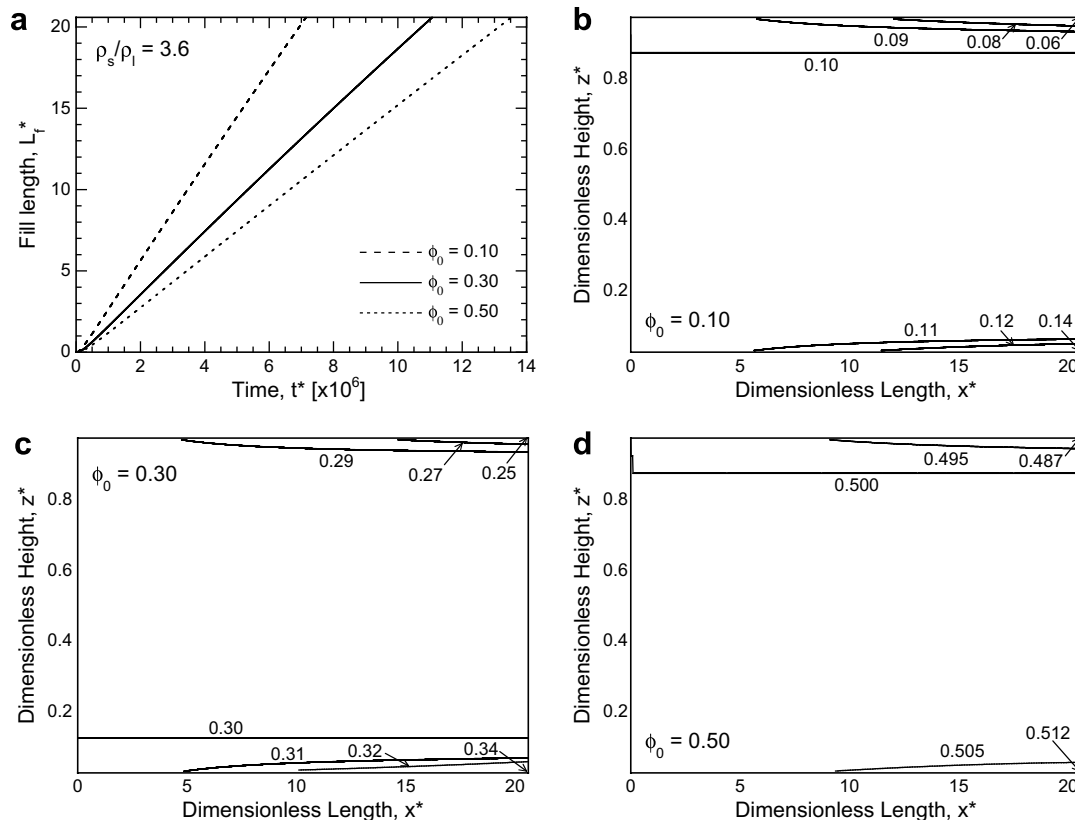 a
ρs/ρl = 3.6
Fill length, Lf*
20
15
10
5
0
0 2 4 6 8 10 12 14
Time, t* [x10⁶]
ϕ0 = 0.10
ϕ0 = 0.30
ϕ0 = 0.50
b
Dimensionless Height, z*
0.8
0.6
0.4
0.2
0.09 0.08 0.06
0.10
ϕ0 = 0.10
0.11 0.12 0.14
0 5 10 15 20
Dimensionless Length, x*
c
Dimensionless Height, z*
0.8
0.6
0.4
0.2
ϕ0 = 0.30
0.29 0.27 0.25
0.30
0.31 0.32 0.34
0 5 10 15 20
Dimensionless Length, x*
d
Dimensionless Height, z*
0.8
0.6
0.4
0.2
0.495 0.487
0.500
ϕ0 = 0.50
0.505 0.512
0 5 10 15 20
Dimensionless Length, x*